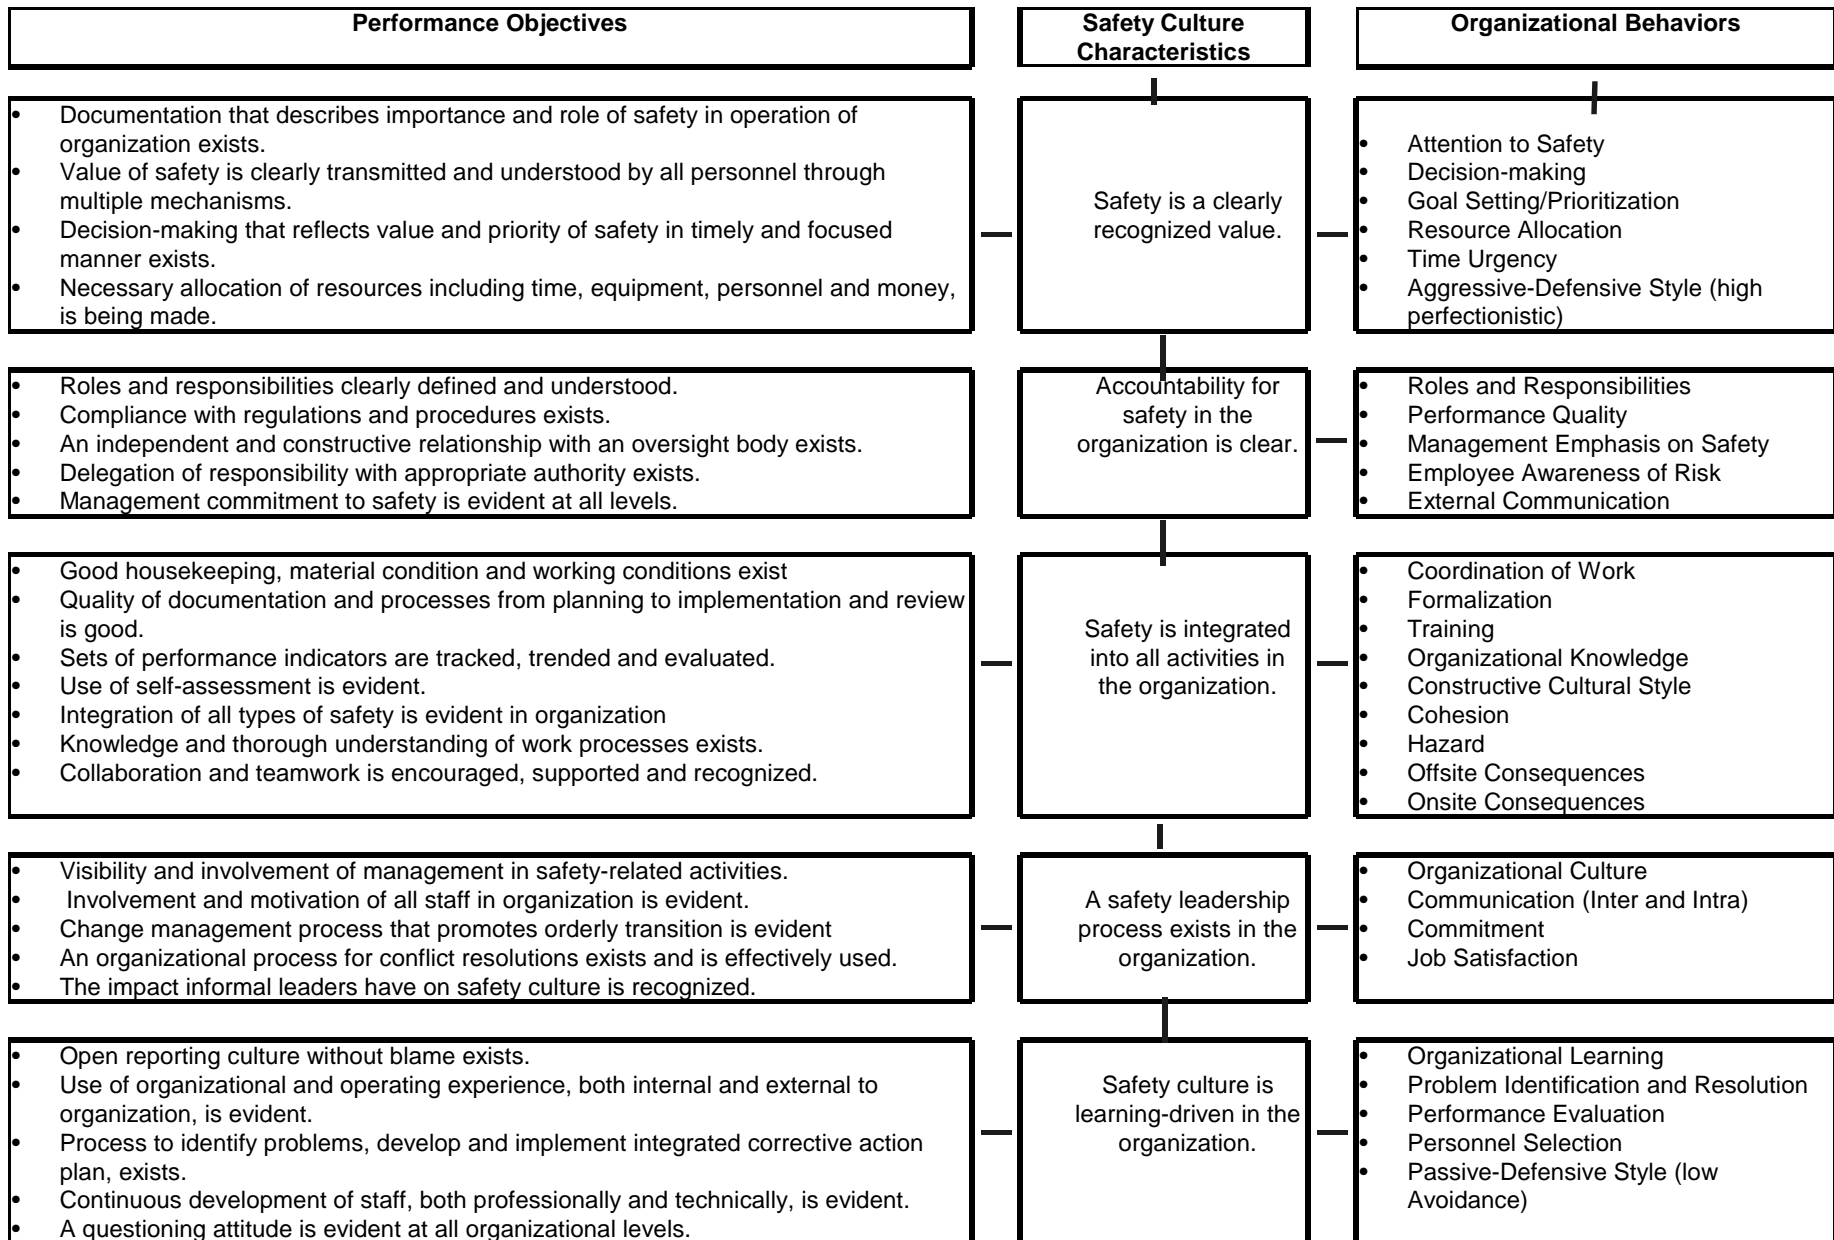 Performance Objectives
Safety Culture
Characteristics
Organizational Behaviors
• Documentation that describes importance and role of safety in operation of
organization exists.
• Value of safety is clearly transmitted and understood by all personnel through
multiple mechanisms.
• Decision-making that reflects value and priority of safety in timely and focused
manner exists.
• Necessary allocation of resources including time, equipment, personnel and money,
is being made.
Safety is a clearly
recognized value.
• Attention to Safety
• Decision-making
• Goal Setting/Prioritization
• Resource Allocation
• Time Urgency
• Aggressive-Defensive Style (high
perfectionistic)
• Roles and responsibilities clearly defined and understood.
• Compliance with regulations and procedures exists.
• An independent and constructive relationship with an oversight body exists.
• Delegation of responsibility with appropriate authority exists.
• Management commitment to safety is evident at all levels.
Accountability for
safety in the
organization is clear.
• Roles and Responsibilities
• Performance Quality
• Management Emphasis on Safety
• Employee Awareness of Risk
• External Communication
• Good housekeeping, material condition and working conditions exist
• Quality of documentation and processes from planning to implementation and review
is good.
• Sets of performance indicators are tracked, trended and evaluated.
• Use of self-assessment is evident.
• Integration of all types of safety is evident in organization
• Knowledge and thorough understanding of work processes exists.
• Collaboration and teamwork is encouraged, supported and recognized.
Safety is integrated
into all activities in
the organization.
• Coordination of Work
• Formalization
• Training
• Organizational Knowledge
• Constructive Cultural Style
• Cohesion
• Hazard
• Offsite Consequences
• Onsite Consequences
• Visibility and involvement of management in safety-related activities.
• Involvement and motivation of all staff in organization is evident.
• Change management process that promotes orderly transition is evident
• An organizational process for conflict resolutions exists and is effectively used.
• The impact informal leaders have on safety culture is recognized.
A safety leadership
process exists in the
organization.
• Organizational Culture
• Communication (Inter and Intra)
• Commitment
• Job Satisfaction
• Open reporting culture without blame exists.
• Use of organizational and operating experience, both internal and external to
organization, is evident.
• Process to identify problems, develop and implement integrated corrective action
plan, exists.
• Continuous development of staff, both professionally and technically, is evident.
• A questioning attitude is evident at all organizational levels.
Safety culture is
learning-driven in the
organization.
• Organizational Learning
• Problem Identification and Resolution
• Performance Evaluation
• Personnel Selection
• Passive-Defensive Style (low
Avoidance)